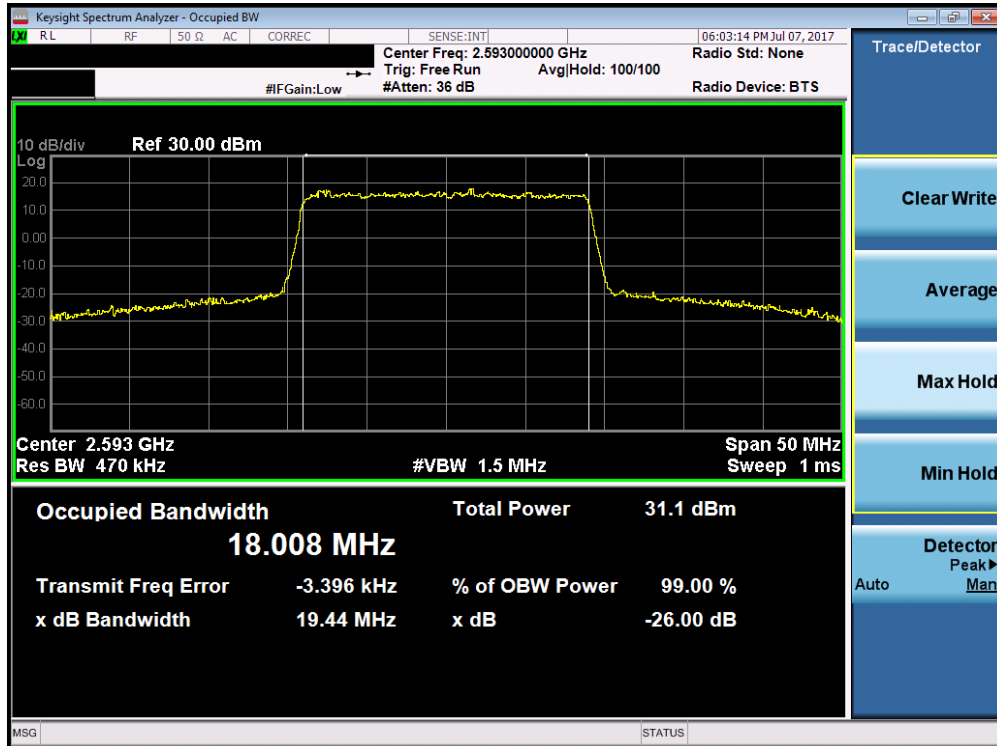 Keysight Spectrum Analyzer - Occupied BW
LXI RL RF 50 Ω AC CORREC SENSE:INT 06:03:14 PM Jul 07, 2017
Center Freq: 2.593000000 GHz Radio Std: None
Trig: Free Run Avg|Hold: 100/100
#IFGain:Low #Atten: 36 dB Radio Device: BTS
10 dB/div Ref 30.00 dBm
Log
20.0
10.0
0.00
-10.0
-20.0
-30.0
-40.0
-50.0
-60.0
Center 2.593 GHz Span 50 MHz
Res BW 470 kHz #VBW 1.5 MHz Sweep 1 ms
Occupied Bandwidth Total Power 31.1 dBm
18.008 MHz
Transmit Freq Error -3.396 kHz % of OBW Power 99.00 %
x dB Bandwidth 19.44 MHz x dB -26.00 dB
MSG STATUS
Trace/Detector
Clear Write
Average
Max Hold
Min Hold
Detector
Peak▶
Auto Man